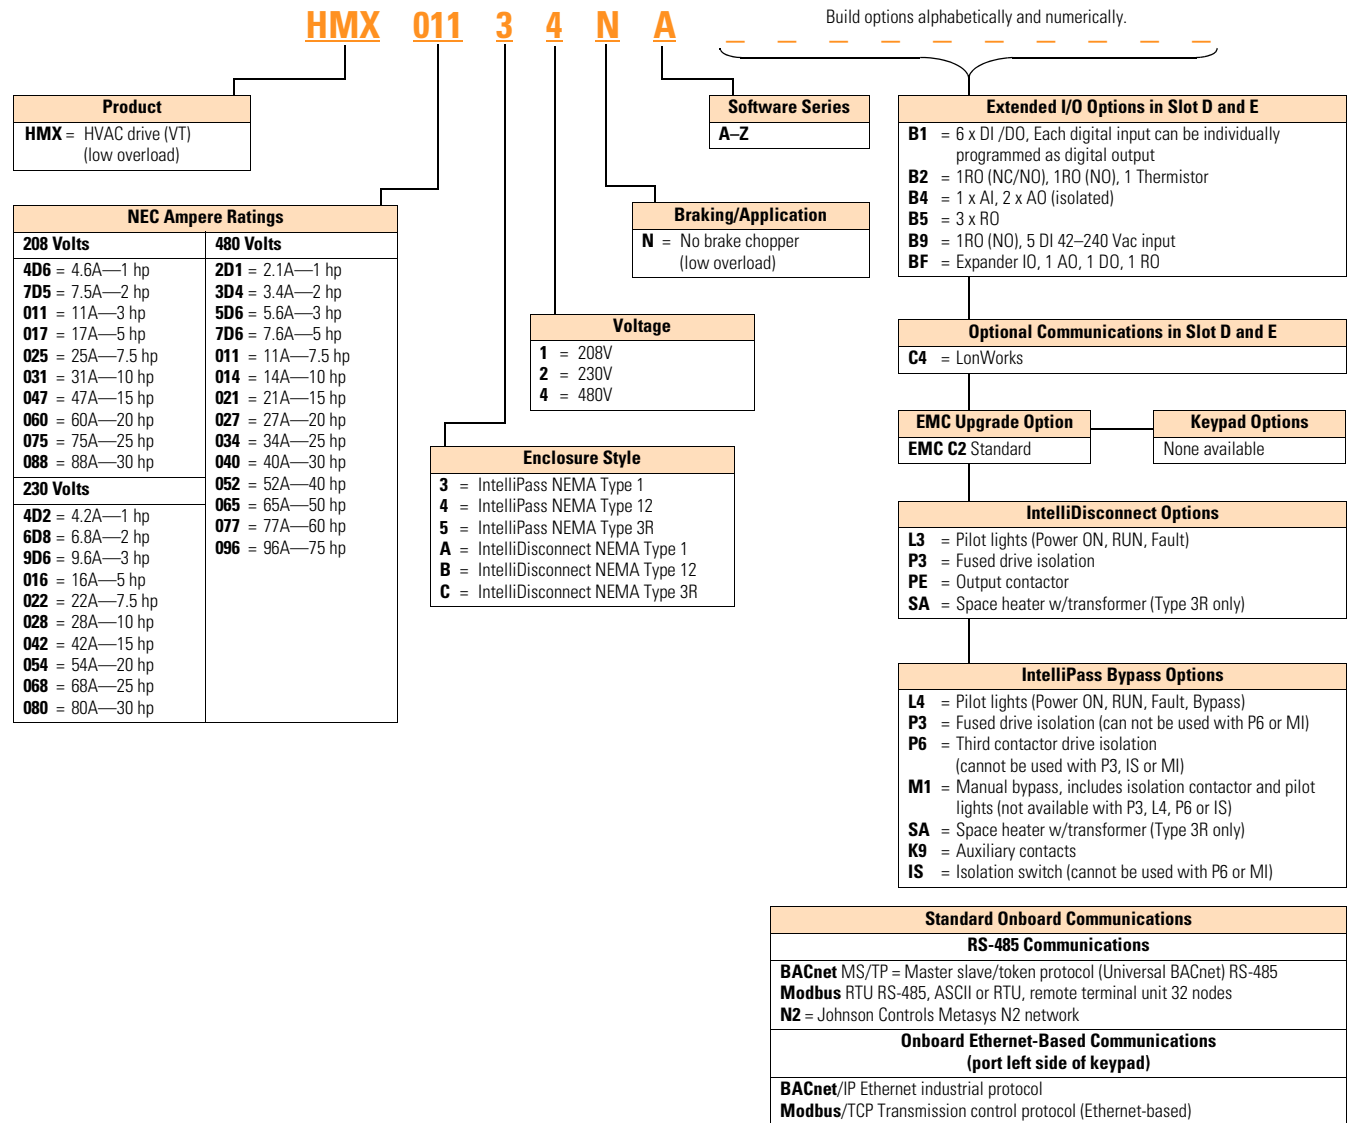 HMX 011 3 4 N A
Build options alphabetically and numerically.
Product
HMX = HVAC drive (VT)
(low overload)
Software Series
A–Z
Extended I/O Options in Slot D and E
B1 = 6 x DI /DO, Each digital input can be individually
programmed as digital output
B2 = 1RO (NC/NO), 1RO (NO), 1 Thermistor
B4 = 1 x AI, 2 x AO (isolated)
B5 = 3 x RO
B9 = 1RO (NO), 5 DI 42–240 Vac input
BF = Expander IO, 1 AO, 1 DO, 1 RO
NEC Ampere Ratings
208 Volts
4D6 = 4.6A—1 hp
7D5 = 7.5A—2 hp
011 = 11A—3 hp
017 = 17A—5 hp
025 = 25A—7.5 hp
031 = 31A—10 hp
047 = 47A—15 hp
060 = 60A—20 hp
075 = 75A—25 hp
088 = 88A—30 hp
230 Volts
4D2 = 4.2A—1 hp
6D8 = 6.8A—2 hp
9D6 = 9.6A—3 hp
016 = 16A—5 hp
022 = 22A—7.5 hp
028 = 28A—10 hp
042 = 42A—15 hp
054 = 54A—20 hp
068 = 68A—25 hp
080 = 80A—30 hp
480 Volts
2D1 = 2.1A—1 hp
3D4 = 3.4A—2 hp
5D6 = 5.6A—3 hp
7D6 = 7.6A—5 hp
011 = 11A—7.5 hp
014 = 14A—10 hp
021 = 21A—15 hp
027 = 27A—20 hp
034 = 34A—25 hp
040 = 40A—30 hp
052 = 52A—40 hp
065 = 65A—50 hp
077 = 77A—60 hp
096 = 96A—75 hp
Braking/Application
N = No brake chopper
(low overload)
Voltage
1 = 208V
2 = 230V
4 = 480V
Enclosure Style
3 = IntelliPass NEMA Type 1
4 = IntelliPass NEMA Type 12
5 = IntelliPass NEMA Type 3R
A = IntelliDisconnect NEMA Type 1
B = IntelliDisconnect NEMA Type 12
C = IntelliDisconnect NEMA Type 3R
Optional Communications in Slot D and E
C4 = LonWorks
EMC Upgrade Option
EMC C2 Standard
Keypad Options
None available
IntelliDisconnect Options
L3 = Pilot lights (Power ON, RUN, Fault)
P3 = Fused drive isolation
PE = Output contactor
SA = Space heater w/transformer (Type 3R only)
IntelliPass Bypass Options
L4 = Pilot lights (Power ON, RUN, Fault, Bypass)
P3 = Fused drive isolation (can not be used with P6 or MI)
P6 = Third contactor drive isolation
(cannot be used with P3, IS or MI)
M1 = Manual bypass, includes isolation contactor and pilot
lights (not available with P3, L4, P6 or IS)
SA = Space heater w/transformer (Type 3R only)
K9 = Auxiliary contacts
IS = Isolation switch (cannot be used with P6 or MI)
Standard Onboard Communications
RS-485 Communications
BACnet MS/TP = Master slave/token protocol (Universal BACnet) RS-485
Modbus RTU RS-485, ASCII or RTU, remote terminal unit 32 nodes
N2 = Johnson Controls Metasys N2 network
Onboard Ethernet-Based Communications
(port left side of keypad)
BACnet/IP Ethernet industrial protocol
Modbus/TCP Transmission control protocol (Ethernet-based)